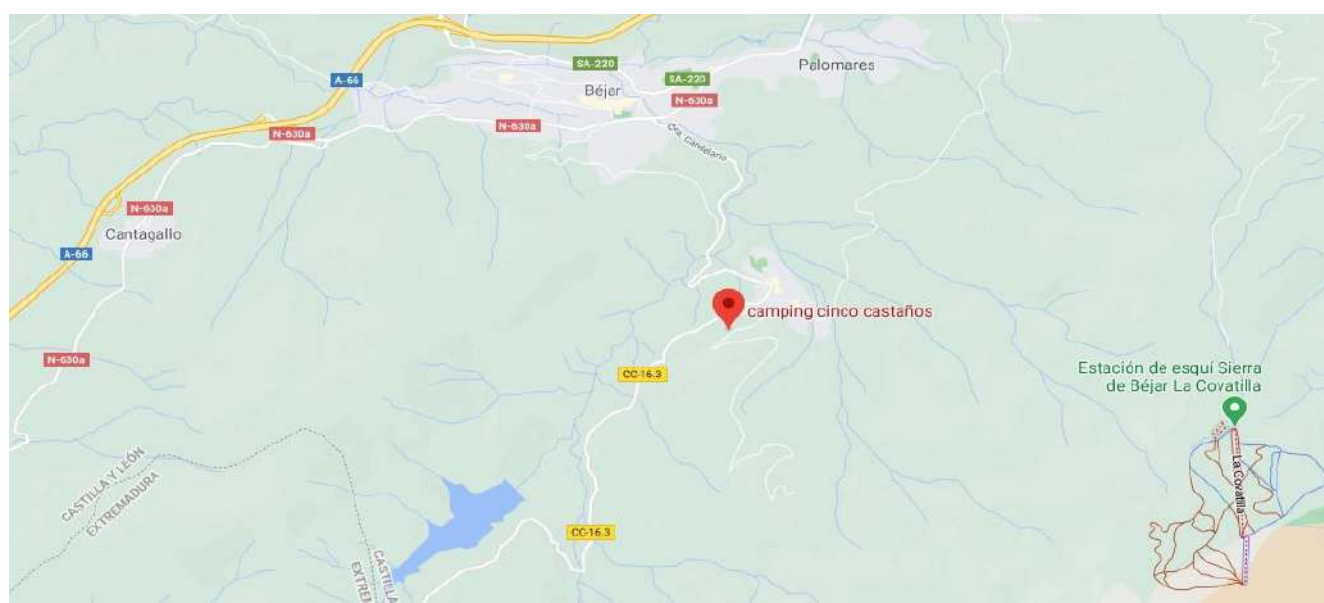 SA-220
Palomares
A-66
SA-220
Béjar
N-630a
N-630a
N-630a
Ctra. Candelario
N-630a
Cantagallo
A-66
camping cinco castaños
N-630a
CC-16.3
Estación de esquí Sierra
de Béjar La Covatilla
La Covatilla
CASTILLA Y LEÓN
EXTREMADURA
CC-16.3
CASTILL
EXTREM